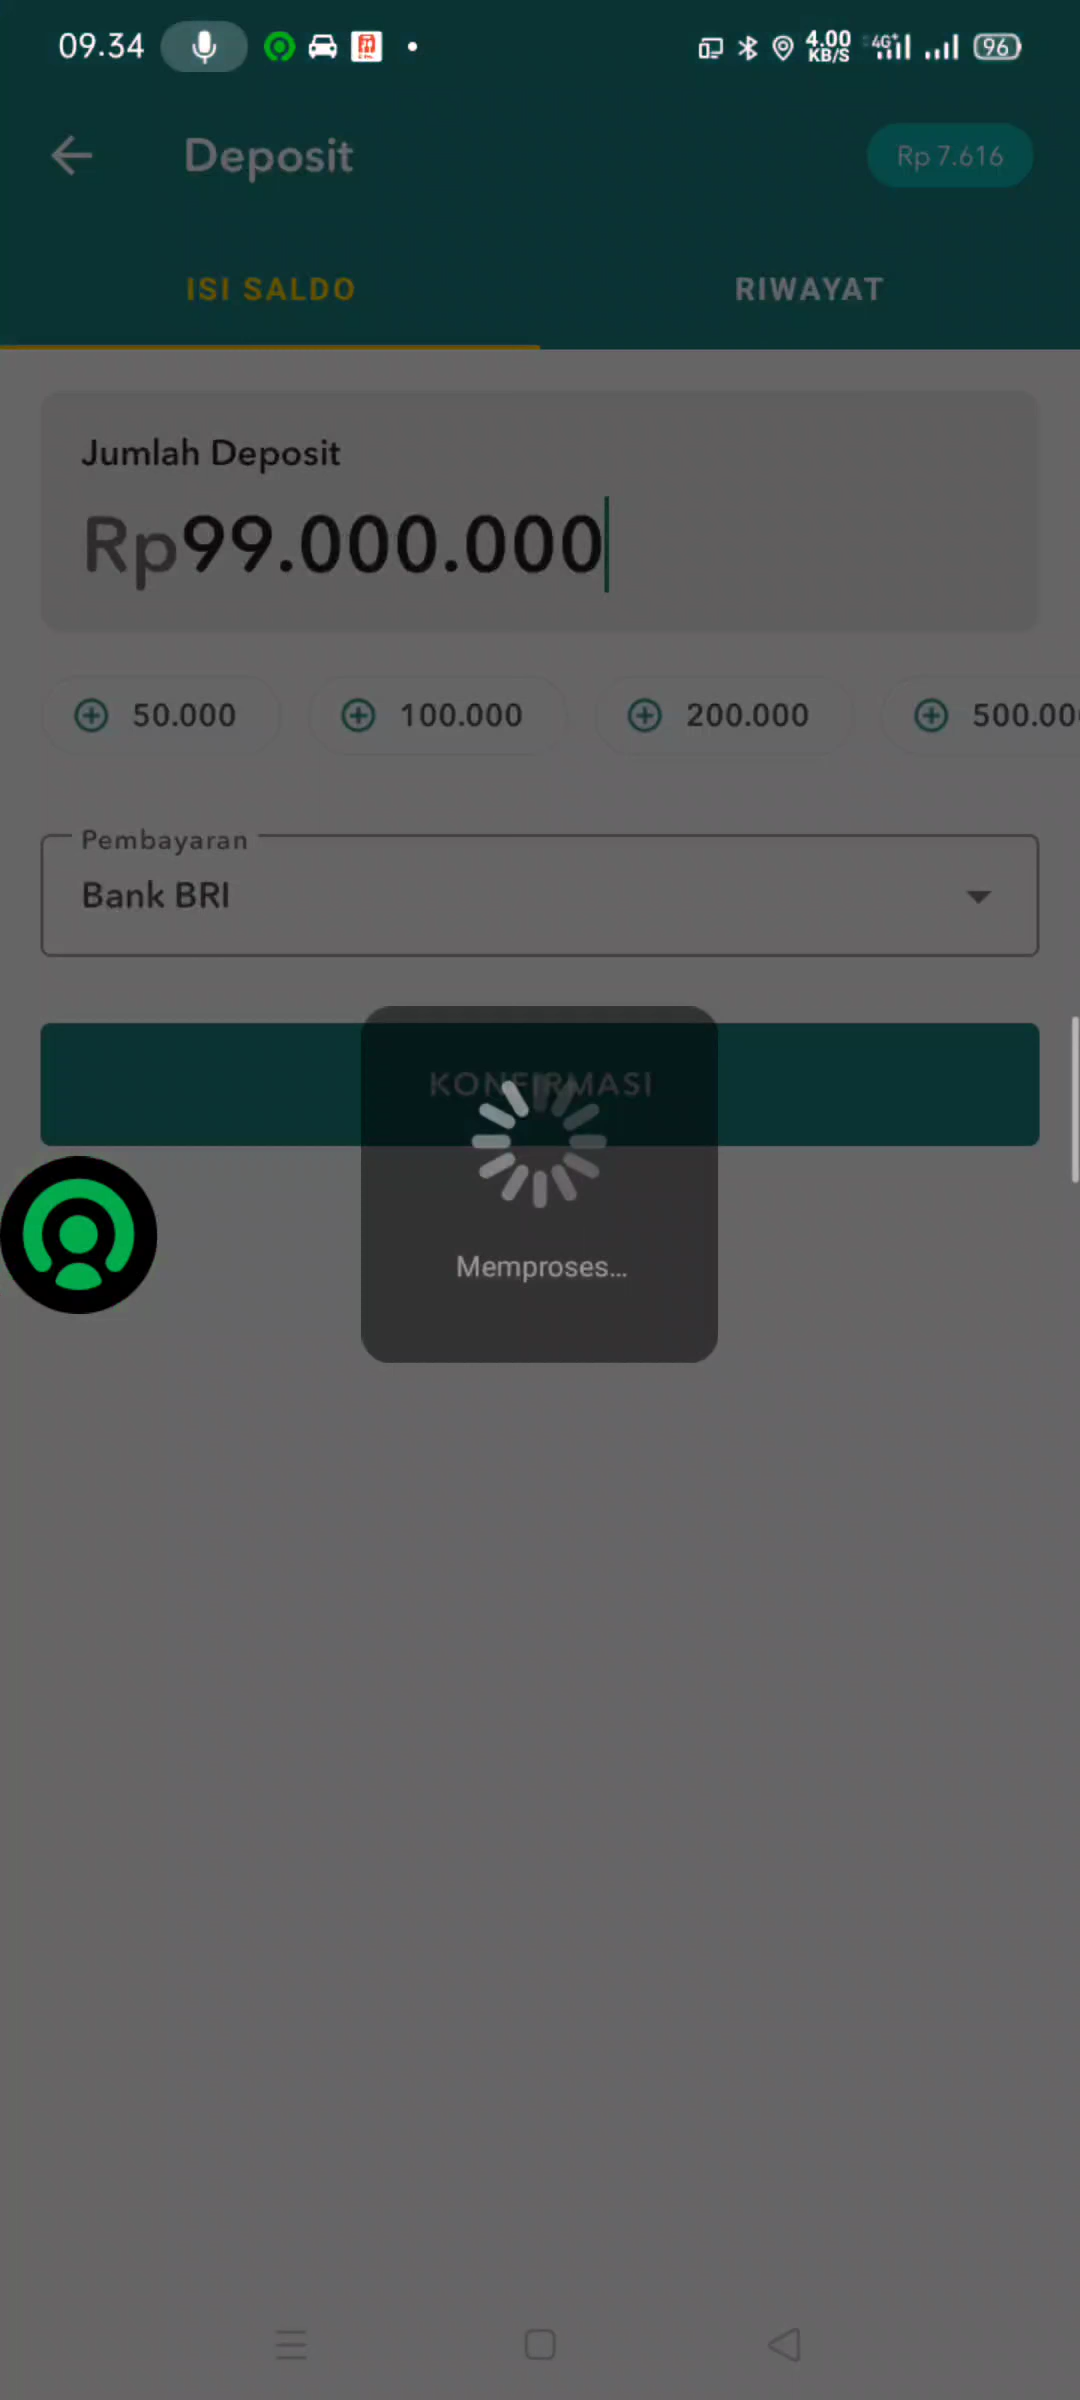 09.34
4.00
KB/S
4G+
96
Deposit
Rp 7.616
ISI SALDO
RIWAYAT
Jumlah Deposit
Rp99.000.000
50.000
100.000
200.000
500.00
Pembayaran
Bank BRI
KONFIRMASI
Memproses...